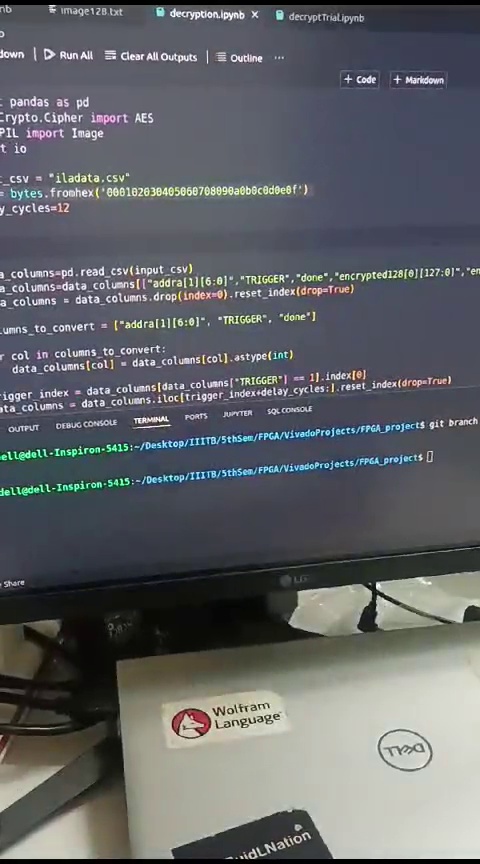 nb image128.txt decryption.ipynb × decryptTrial.ipynb
down Run All Clear All Outputs Outline ...
+ Code + Markdown
t pandas as pd
Crypto.Cipher import AES
PIL import Image
t io
t_csv = "iladata.csv"
= bytes.fromhex('000102030405060708090a0b0c0d0e0f')
y_cycles=12
a_columns=pd.read_csv(input_csv)
a_columns=data_columns[["addra[1][6:0]","TRIGGER","done","encrypted128[0][127:0]","en
a_columns = data_columns.drop(index=0).reset_index(drop=True)
lumns_to_convert = ["addra[1][6:0]", "TRIGGER", "done"]
r col in columns_to_convert:
data_columns[col] = data_columns[col].astype(int)
rigger_index = data_columns[data_columns["TRIGGER"] == 1].index[0]
ata_columns = data_columns.iloc[trigger_index+delay_cycles:].reset_index(drop=True)
OUTPUT DEBUG CONSOLE TERMINAL PORTS JUPYTER SQL CONSOLE
ell@dell-Inspiron-5415:~/Desktop/IIITB/5thSem/FPGA/VivadoProjects/FPGA_project$ git branch
dell@dell-Inspiron-5415:~/Desktop/IIITB/5thSem/FPGA/VivadoProjects/FPGA_project$
Share
LG
Wolfram
Language
DELL
uidLNation